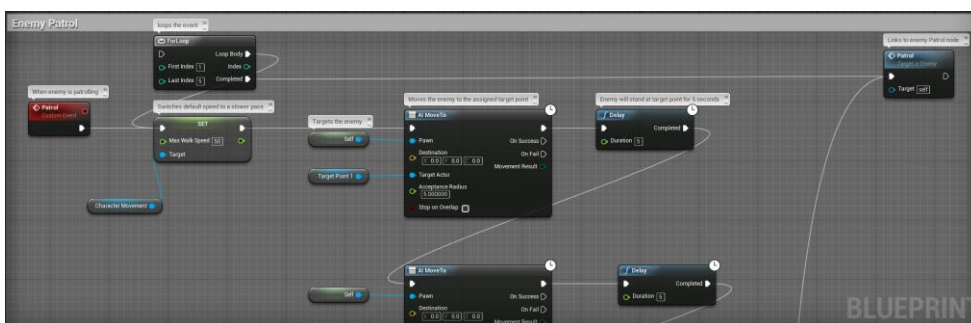 Enemy Patrol
loops the event
ForLoop
Loop Body
First Index 5
Index
Last Index 5
Completed
Links to enemy Patrol node
Patrol
Target is Enemy
Target self
When enemy is patrolling
Patrol
Custom Event
Switches default speed to a slower pace
SET
Max Walk Speed 50
Target
Character Movement
Targets the enemy
Self
Target Point 1
Moves the enemy to the assigned target point
AI MoveTo
Pawn
On Success
Destination
On Fail
X 0.0 Y 0.0 Z 0.0
Movement Result
Target Actor
Acceptance Radius
5.000000
Stop on Overlap
Enemy will stand at target point for 5 seconds
Delay
Completed
Duration 5
Self
AI MoveTo
Pawn
On Success
Destination
On Fail
X 0.0 Y 0.0 Z 0.0
Movement Result
Delay
Completed
Duration 5
BLUEPRIN